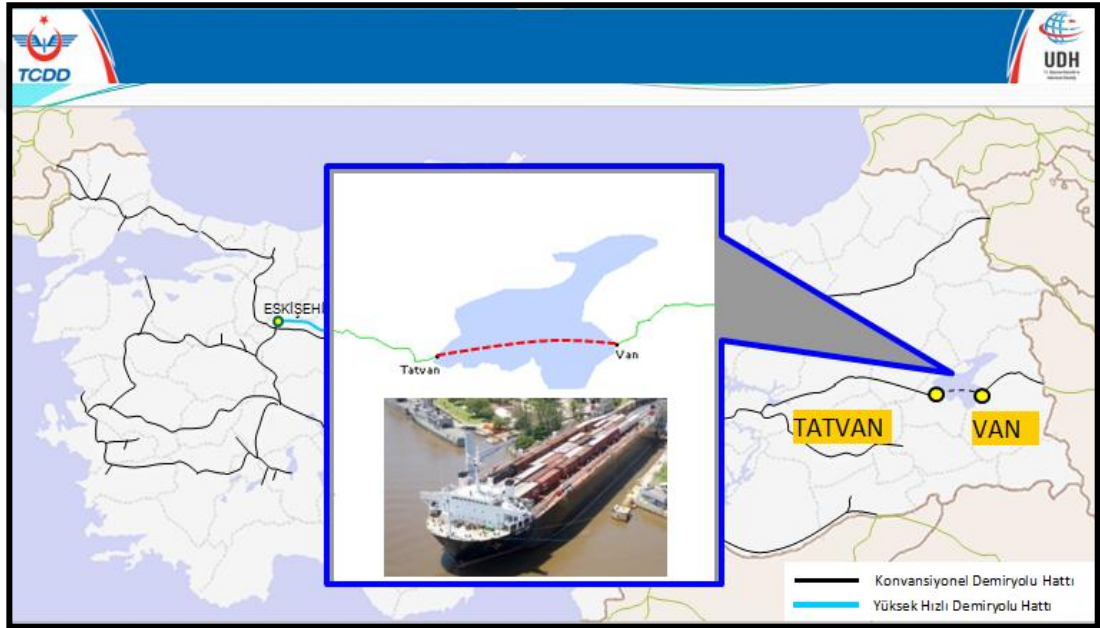 TCDD
UDH
ESKİŞEHİ
Tatvan
Van
TATVAN
VAN
Konvansiyonel Demiryolu Hattı
Yüksek Hızlı Demiryolu Hattı